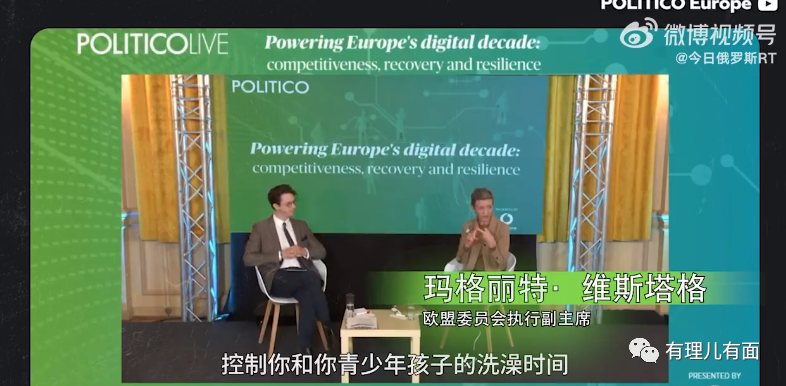 POLITICO Europe
POLITICOLIVE
Powering Europe's digital decade:
competitiveness, recovery and resilience
微博视频号
@今日俄罗斯RT
POLITICO
Powering Europe's digital decade:
competitiveness, recovery and resilience
玛格丽特·维斯塔格
欧盟委员会执行副主席
控制你和你青少年孩子的洗澡时间
有理儿有面
PRESENTED BY